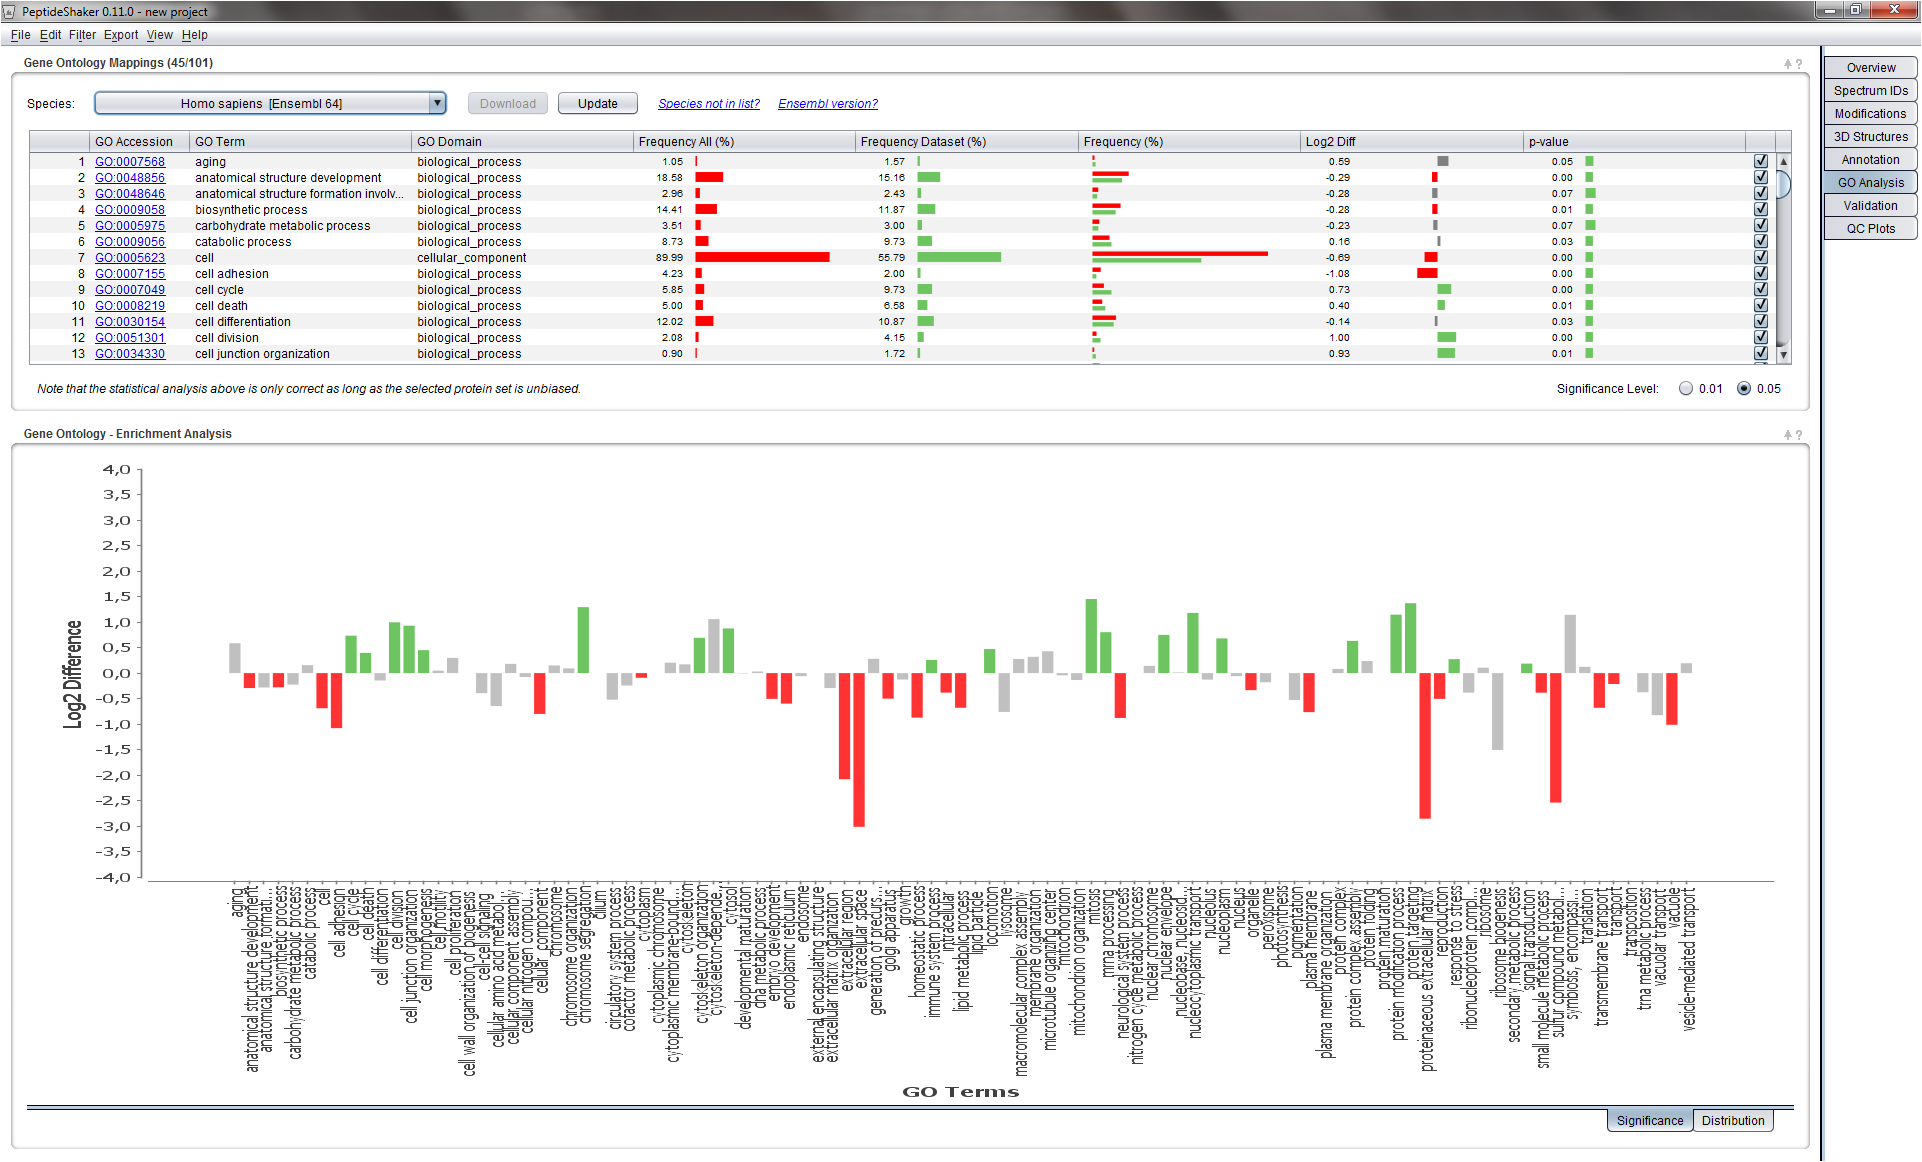 PeptideShaker 0.11.0 - new project
File Edit Filter Export View Help
Gene Ontology Mappings (45/101)
Species: Homo sapiens [Ensembl 64] Download Update Species not in list? Ensembl version?
GO Accession GO Term GO Domain Frequency All (%) Frequency Dataset (%) Frequency (%) Log2 Diff p-value
1 GO:0007568 aging biological_process 1.05 1.57 0.59 0.05
2 GO:0048856 anatomical structure development biological_process 18.58 15.16 -0.29 0.00
3 GO:0048646 anatomical structure formation involv... biological_process 2.96 2.43 -0.28 0.07
4 GO:0009058 biosynthetic process biological_process 14.41 11.87 -0.28 0.01
5 GO:0005975 carbohydrate metabolic process biological_process 3.51 3.00 -0.23 0.07
6 GO:0009056 catabolic process biological_process 8.73 9.73 0.16 0.03
7 GO:0005623 cell cellular_component 89.99 55.79 -0.69 0.00
8 GO:0007155 cell adhesion biological_process 4.23 2.00 -1.08 0.00
9 GO:0007049 cell cycle biological_process 5.85 9.73 0.73 0.00
10 GO:0008219 cell death biological_process 5.00 6.58 0.40 0.01
11 GO:0030154 cell differentiation biological_process 12.02 10.87 -0.14 0.03
12 GO:0051301 cell division biological_process 2.08 4.15 1.00 0.00
13 GO:0034330 cell junction organization biological_process 0.90 1.72 0.93 0.01
Note that the statistical analysis above is only correct as long as the selected protein set is unbiased.
Significance Level: 0.01 0.05
Overview
Spectrum IDs
Modifications
3D Structures
Annotation
GO Analysis
Validation
QC Plots
Gene Ontology - Enrichment Analysis
Log2 Difference
4,0
3,5
3,0
2,5
2,0
1,5
1,0
0,5
0,0
-0,5
-1,0
-1,5
-2,0
-2,5
-3,0
-3,5
-4,0
aging
anatomical structure development
anatomical structure formati...
biosynthetic process
carbohydrate metabolic process
catabolic process
cell
cell adhesion
cell cycle
cell death
cell differentiation
cell division
cell junction organization
cell morphogenesis
cell motility
cell proliferation
cell wall organization or biogenesis
cell-cell signaling
cellular amino acid metabol...
cellular component assembly
cellular nitrogen compou...
cellular_component
chromosome
chromosome organization
chromosome segregation
cilium
circulatory system process
cofactor metabolic process
cytoplasm
cytoplasmic chromosome
cytoplasmic membrane-bound...
cytoskeleton
cytoskeleton organization
cytoskeleton-depende...
cytosol
developmental maturation
dna metabolic process
embryo development
endoplasmic reticulum
endosome
external encapsulating structure
extracellular matrix organization
extracellular region
extracellular space
generation of precurs...
golgi apparatus
growth
homeostatic process
immune system process
intracellular
lipid metabolic process
lipid particle
locomotion
lysosome
macromolecular complex assembly
membrane organization
microtubule organizing center
mitochondrion
mitochondrion organization
mitosis
mrna processing
neurological system process
nitrogen cycle metabolic process
nuclear chromosome
nuclear envelope
nucleobase, nucleosid...
nucleocytoplasmic transport
nucleolus
nucleoplasm
nucleus
organelle
peroxisome
photosynthesis
pigmentation
plasma membrane
plasma membrane organization
protein complex
protein complex assembly
protein folding
protein maturation
protein modification process
protein targeting
proteinaceous extracellular matrix
reproduction
response to stress
ribonucleoprotein compl...
ribosome
ribosome biogenesis
secondary metabolic process
signal transduction
small molecule metabolic process
sulfur compound metabol...
symbiosis, encompassi...
translation
transmembrane transport
transport
transposition
trna metabolic process
vacuolar transport
vacuole
vesicle-mediated transport
GO Terms
Significance Distribution